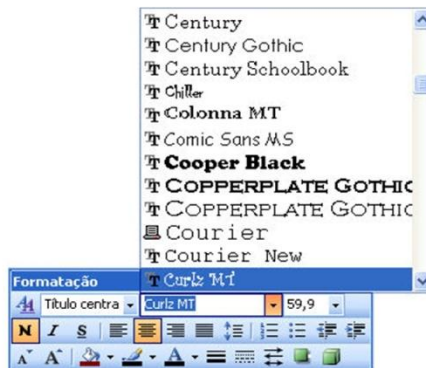 Century
Century Gothic
Century Schoolbook
Chiller
Colonna MT
Comic Sans MS
Cooper Black
COPPERPLATE GOTHIC
COPPERPLATE GOTHIC
Courier
Courier New
Curlz MT
Formatação
Título centra Curlz MT 59,9
N I S
A A A